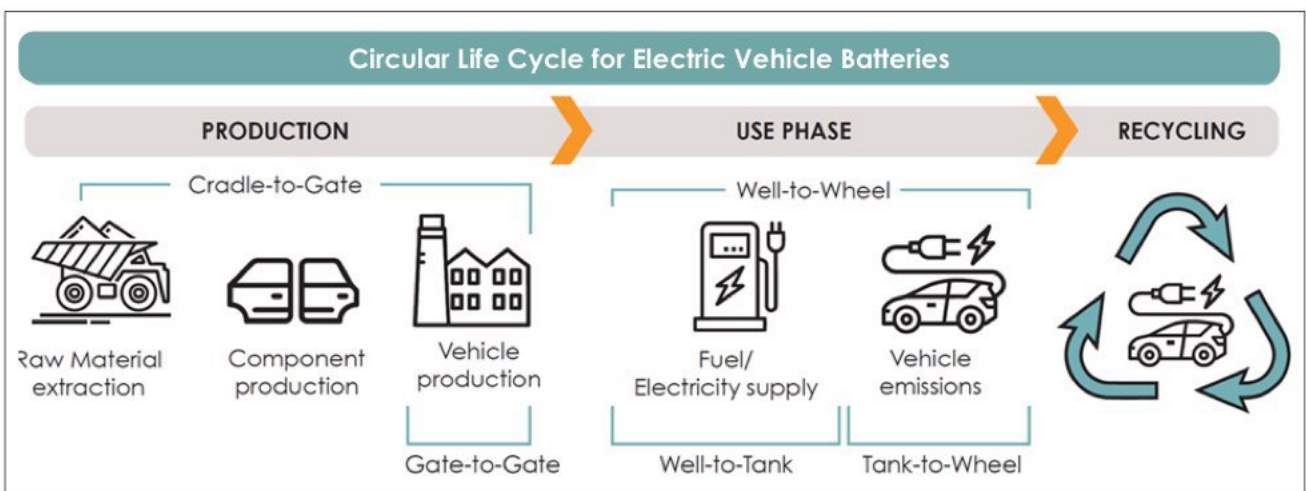 Circular Life Cycle for Electric Vehicle Batteries
PRODUCTION
USE PHASE
RECYCLING
Cradle-to-Gate
Well-to-Wheel
Raw Material
extraction
Component
production
Vehicle
production
Fuel/
Electricity supply
Vehicle
emissions
Gate-to-Gate
Well-to-Tank
Tank-to-Wheel